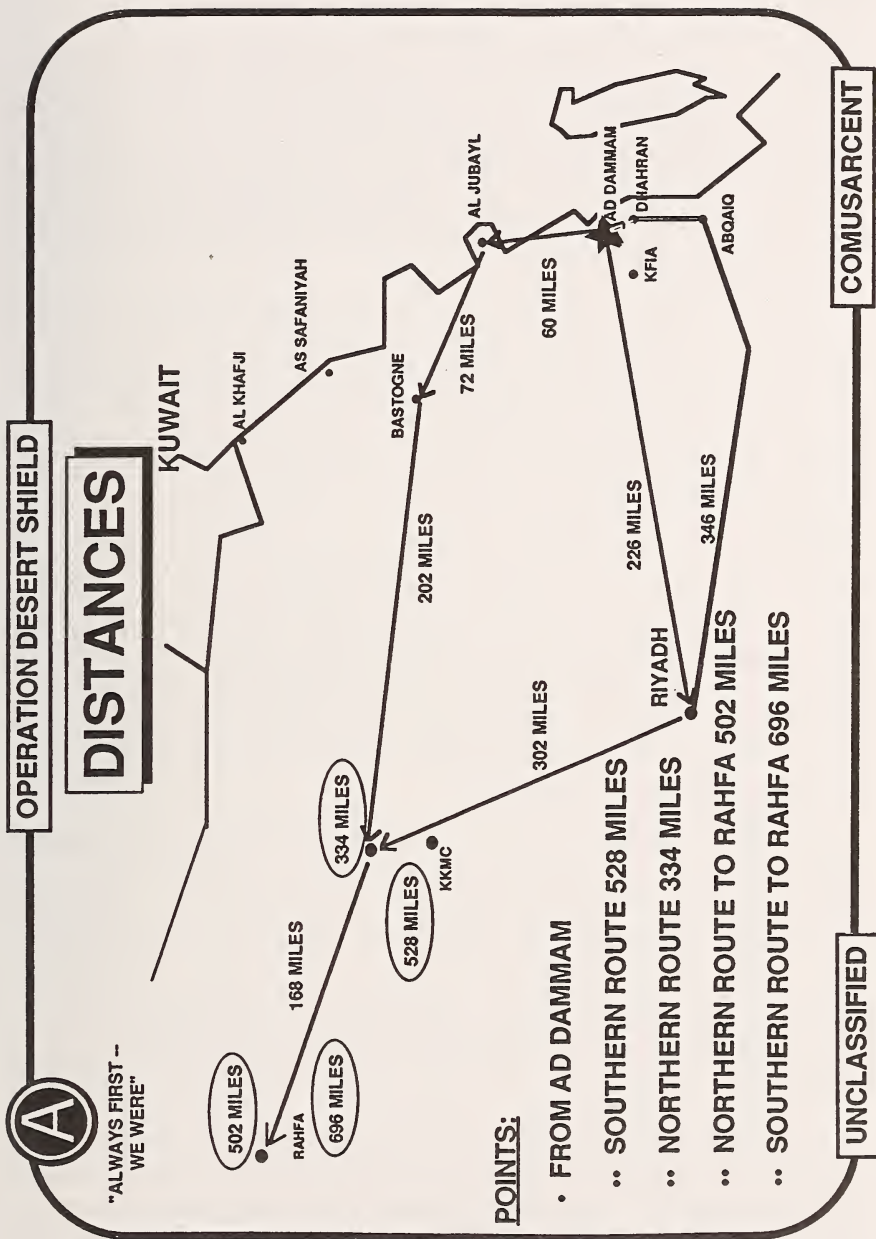 OPERATION DESERT SHIELD
A
"ALWAYS FIRST –
WE WERE"
DISTANCES
KUWAIT
AL KHAFJI
AS SAFANIYAH
AL JUBAYL
BASTOGNE
72 MILES
60 MILES
AD DAMMAM
DHAHRAN
KFIA
ABQAIQ
202 MILES
226 MILES
346 MILES
RIYADH
302 MILES
334 MILES
528 MILES
KKMC
168 MILES
502 MILES
RAHFA
696 MILES
POINTS:
• FROM AD DAMMAM
•• SOUTHERN ROUTE 528 MILES
•• NORTHERN ROUTE 334 MILES
•• NORTHERN ROUTE TO RAHFA 502 MILES
•• SOUTHERN ROUTE TO RAHFA 696 MILES
UNCLASSIFIED
COMUSARCENT